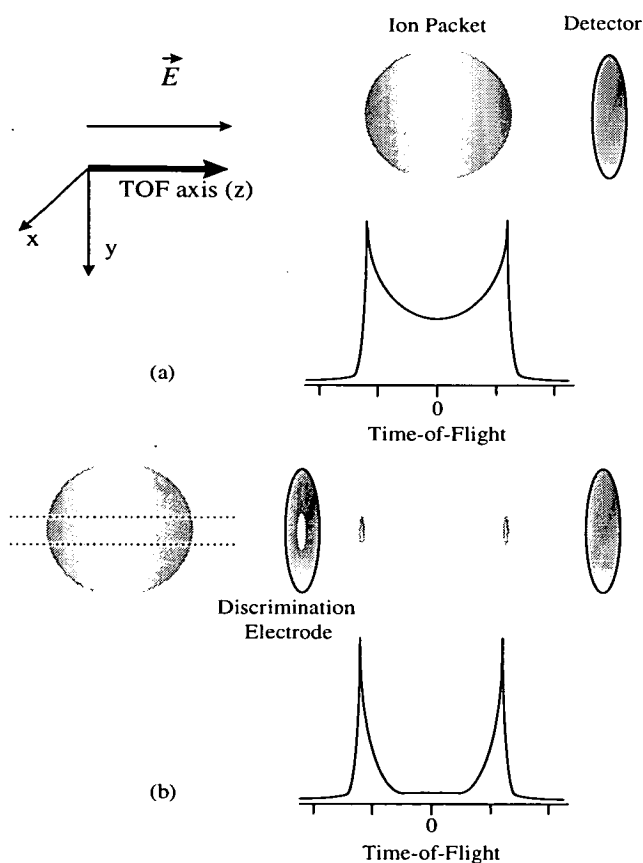 Ion Packet
Detector
E
TOF axis (z)
x
y
(a)
0
Time-of-Flight
Discrimination
Electrode
(b)
0
Time-of-Flight